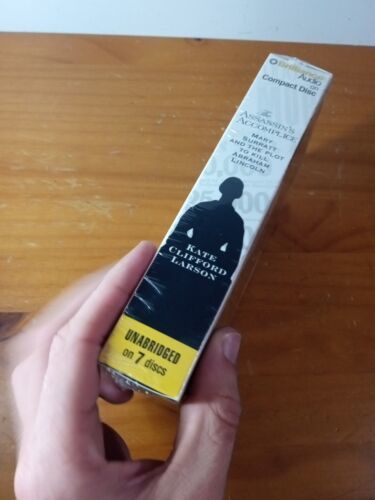 Brilliance
Audio
on
Compact Disc
The
ASSASSIN'S
ACCOMPLICE
MARY
SURRATT
AND THE PLOT
TO KILL
ABRAHAM
LINCOLN
KATE
CLIFFORD
LARSON
UNABRIDGED
on 7 discs